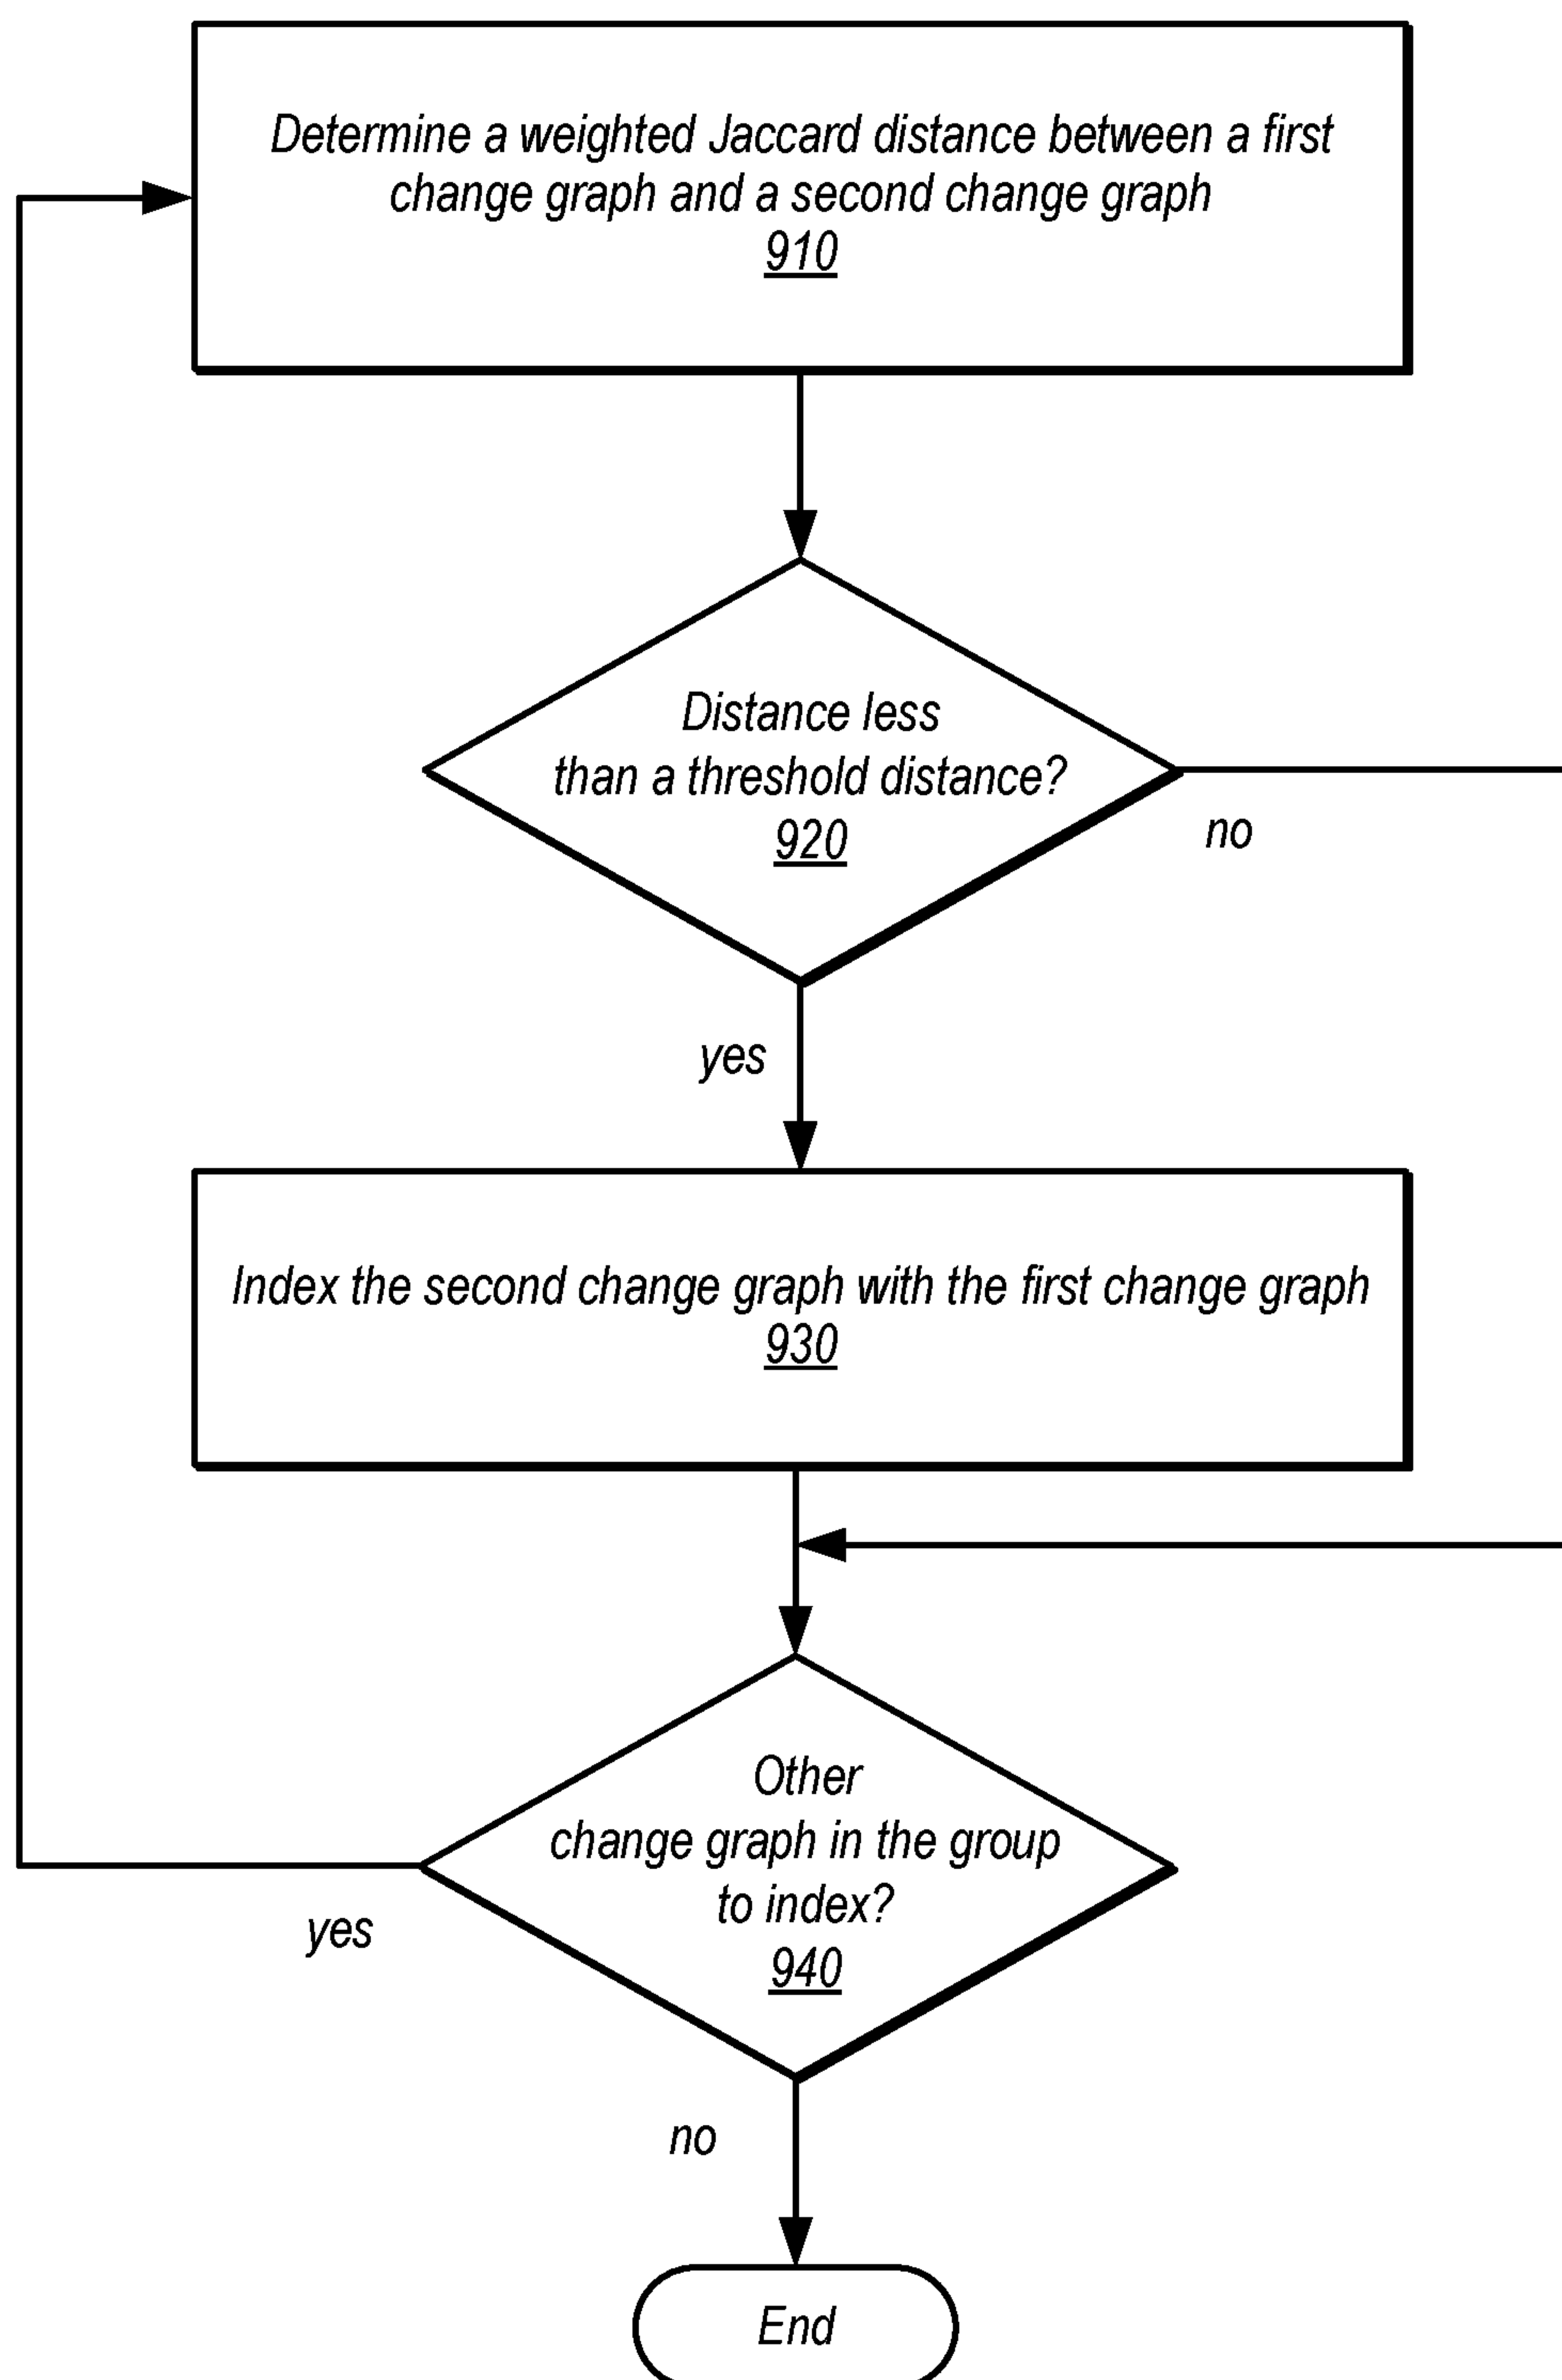 Determine a weighted Jaccard distance between a first
change graph and a second change graph
910
Distance less
than a threshold distance?
920
no
yes
Index the second change graph with the first change graph
930
Other
change graph in the group
to index?
940
yes
no
End